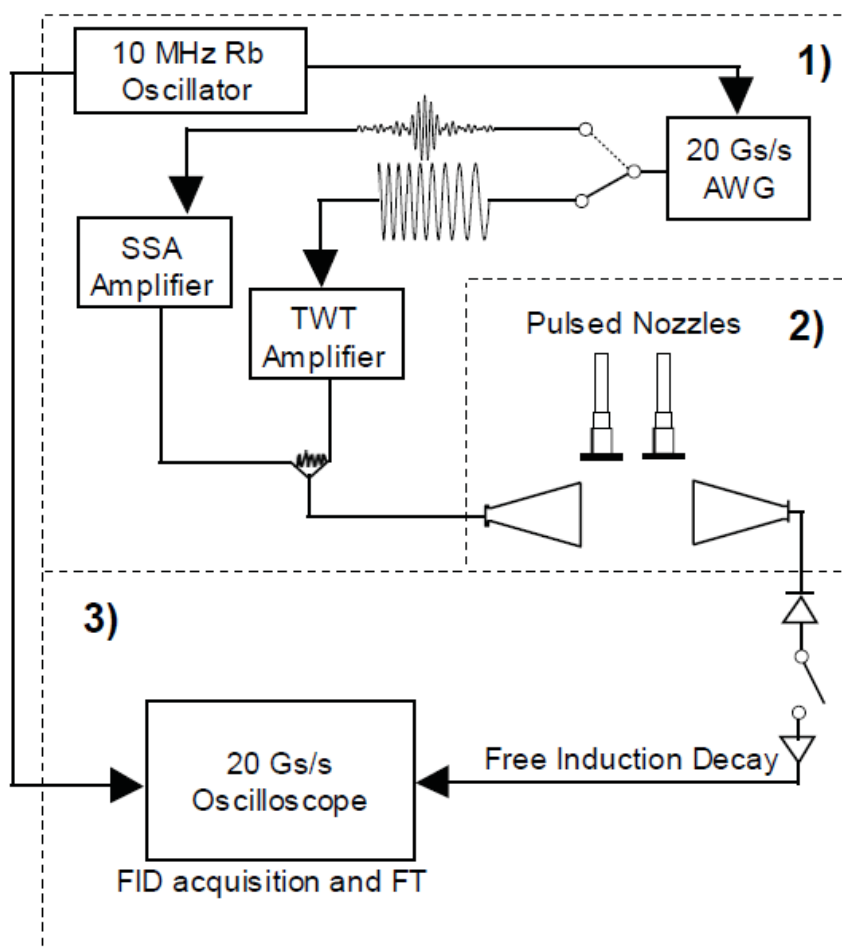 10 MHz Rb
Oscillator
1)
20 Gs/s
AWG
SSA
Amplifier
TWT
Amplifier
Pulsed Nozzles
2)
3)
20 Gs/s
Oscilloscope
Free Induction Decay
FID acquisition and FT